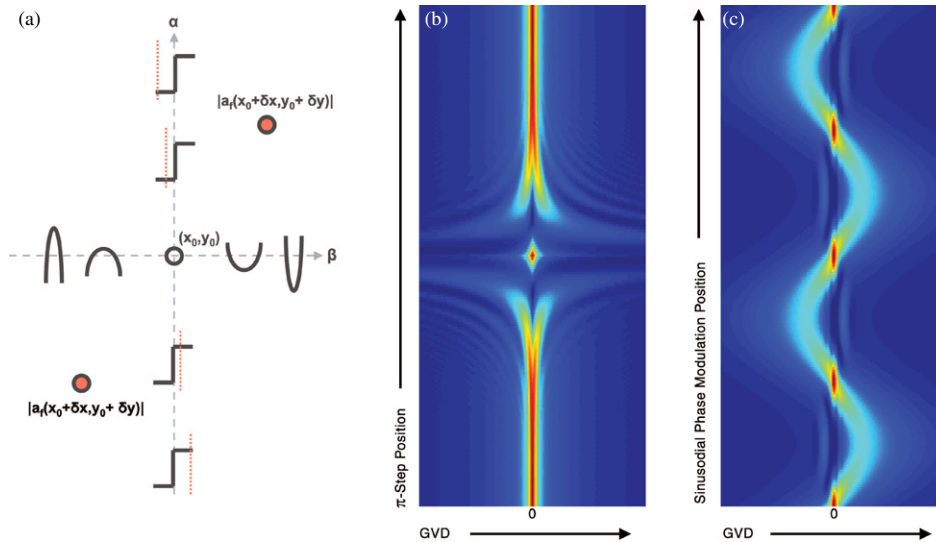 (a)
α
|a_f(x_0+δx,y_0+ δy)|
(x_0,y_0)
β
|a_f(x_0+δx,y_0+ δy)|
(b)
π-Step Position
0
GVD
(c)
Sinusodial Phase Modulation Position
0
GVD